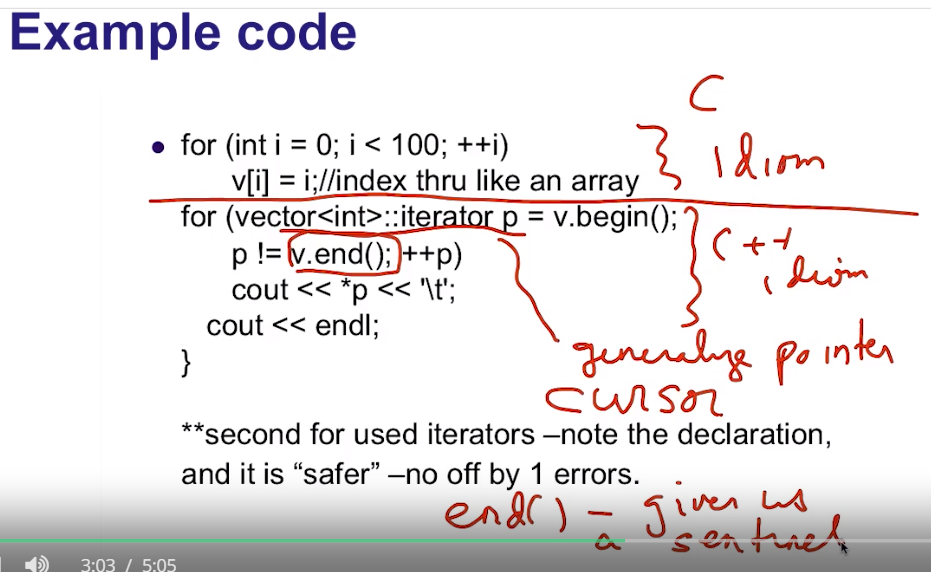 Example code
C
• for (int i = 0; i < 100; ++i)
v[i] = i;//index thru like an array
idiom
for (vector<int>::iterator p = v.begin();
p != v.end(); ++p)
C++
idiom
cout << *p << '\t';
cout << endl;
}
generalize pointer
cursor
**second for used iterators –note the declaration,
and it is “safer” –no off by 1 errors.
end() – gives us
a sentinel
3:03 / 5:05